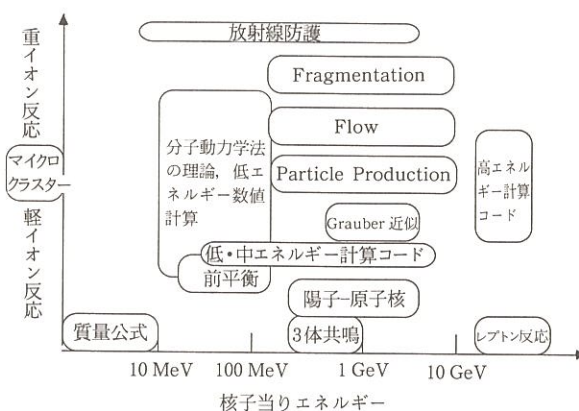 放射線防護
重イオン反応
Fragmentation
Flow
分子動力学法
の理論，低エ
ネルギー数値
計算
マイクロ
クラスター
高エネル
ギー計算
コード
Particle Production
Grauber 近似
軽イオン反応
低・中エネルギー計算コード
前平衡
陽子−原子核
質量公式
3体共鳴
レプトン反応
10 MeV
100 MeV
1 GeV
10 GeV
核子当りエネルギー